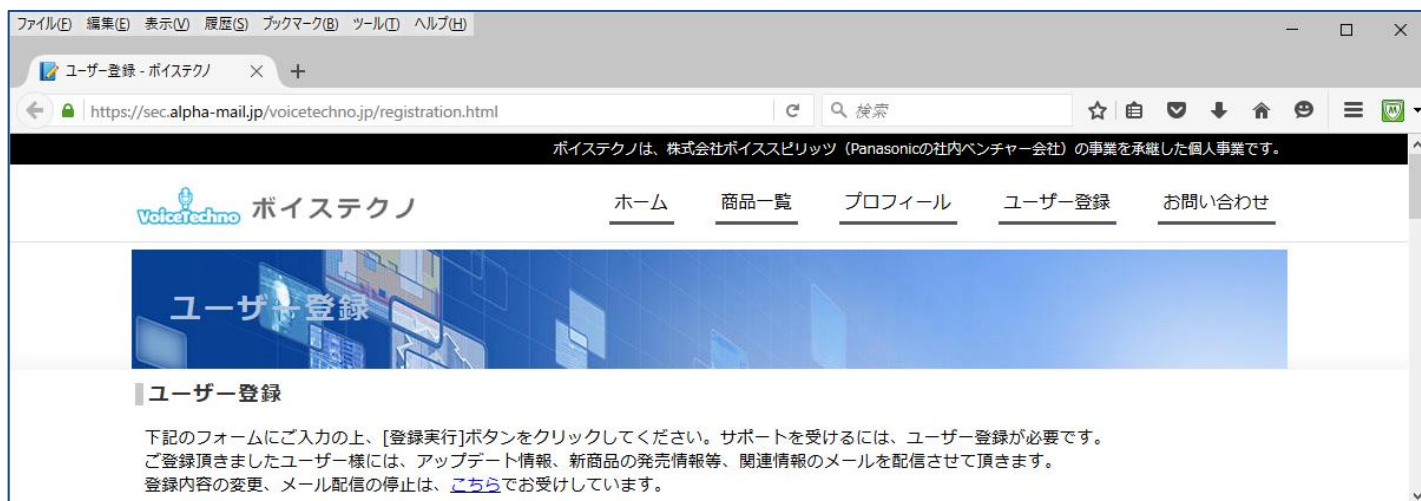 ファイル(F) 編集(E) 表示(V) 履歴(S) ブックマーク(B) ツール(T) ヘルプ(H)
ユーザー登録 - ボイステクノ
https://sec.alpha-mail.jp/voicetechno.jp/registration.html
検索
ボイステクノは、株式会社ボイススピリッツ（Panasonicの社内ベンチャー会社）の事業を承継した個人事業です。
VoiceTechno ボイステクノ
ホーム 商品一覧 プロフィール ユーザー登録 お問い合わせ
ユーザー登録
ユーザー登録
下記のフォームにご入力の上、[登録実行]ボタンをクリックしてください。サポートを受けるには、ユーザー登録が必要です。
ご登録頂きましたユーザー様には、アップデート情報、新商品の発売情報等、関連情報のメールを配信させて頂きます。
登録内容の変更、メール配信の停止は、こちらでお受けしています。